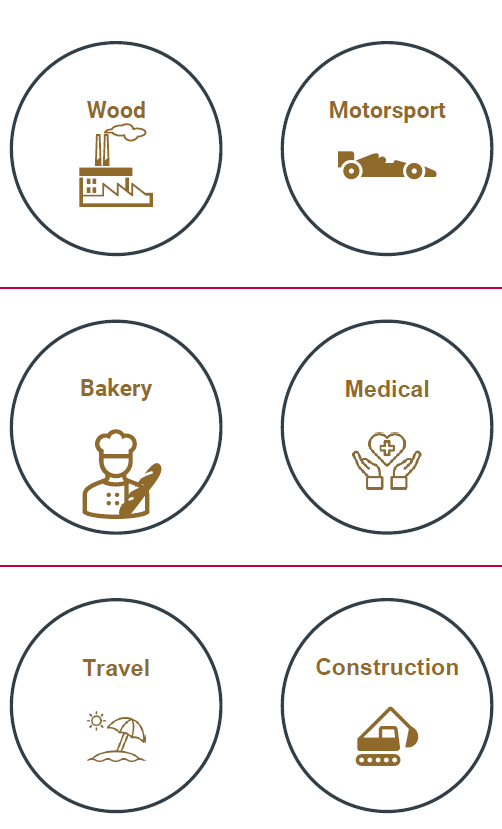 Wood
Motorsport
Bakery
Medical
Travel
Construction